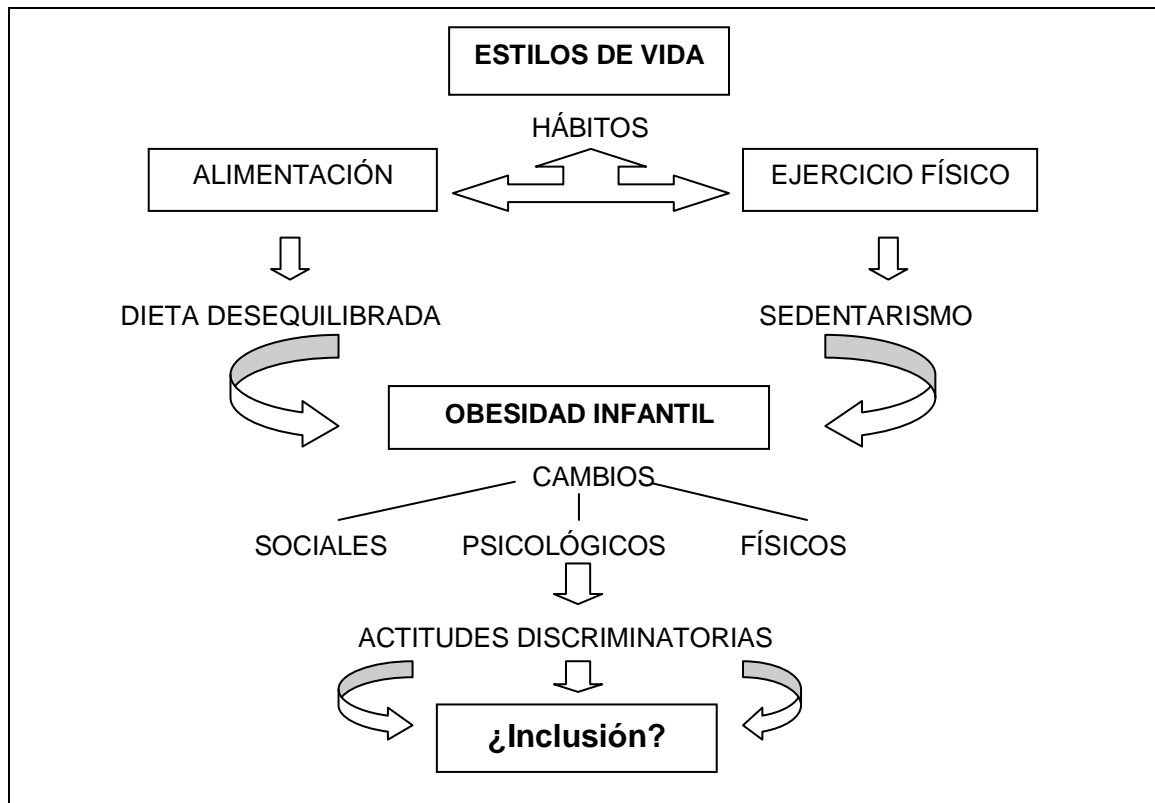 ESTILOS DE VIDA
HÁBITOS
ALIMENTACIÓN
EJERCICIO FÍSICO
DIETA DESEQUILIBRADA
SEDENTARISMO
OBESIDAD INFANTIL
CAMBIOS
SOCIALES
PSICOLÓGICOS
FÍSICOS
ACTITUDES DISCRIMINATORIAS
¿Inclusión?